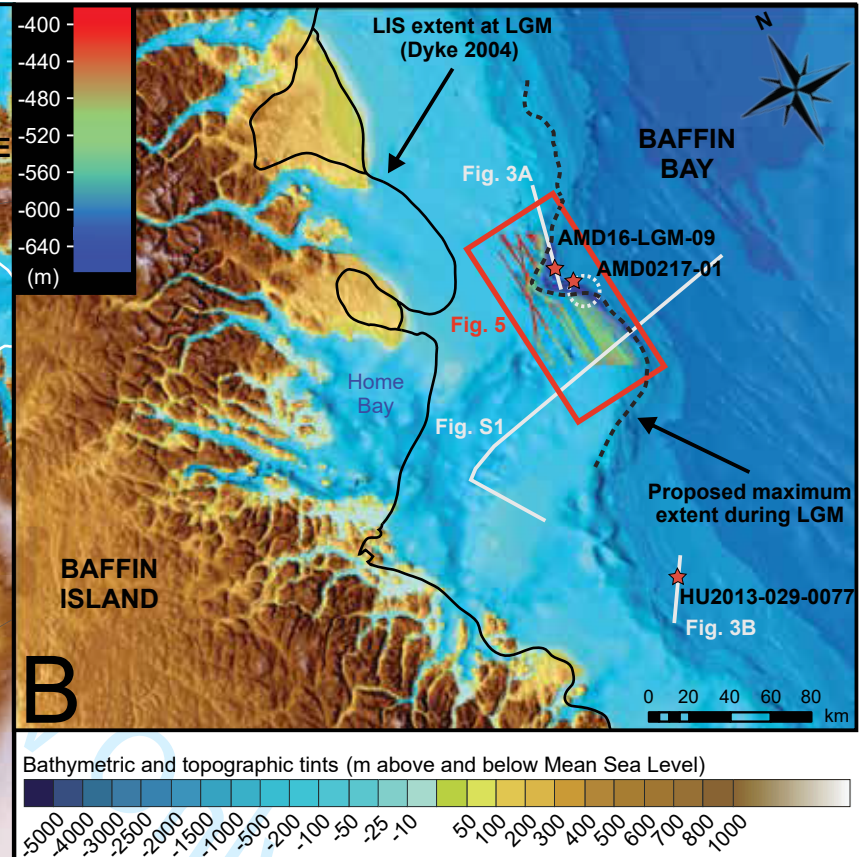 -400
-440
-480
-520
-560
-600
-640
(m)
E
LIS extent at LGM
(Dyke 2004)
N
BAFFIN
BAY
Fig. 3A
AMD16-LGM-09
AMD0217-01
Fig. 5
Home
Bay
Fig. S1
Proposed maximum
extent during LGM
BAFFIN
ISLAND
HU2013-029-0077
Fig. 3B
B
0 20 40 60 80
km
Bathymetric and topographic tints (m above and below Mean Sea Level)
-5000 -4000 -3000 -2500 -2000 -1500 -1000 -500 -200 -100 -50 -25 -10 50 100 200 300 400 500 600 700 800 1000